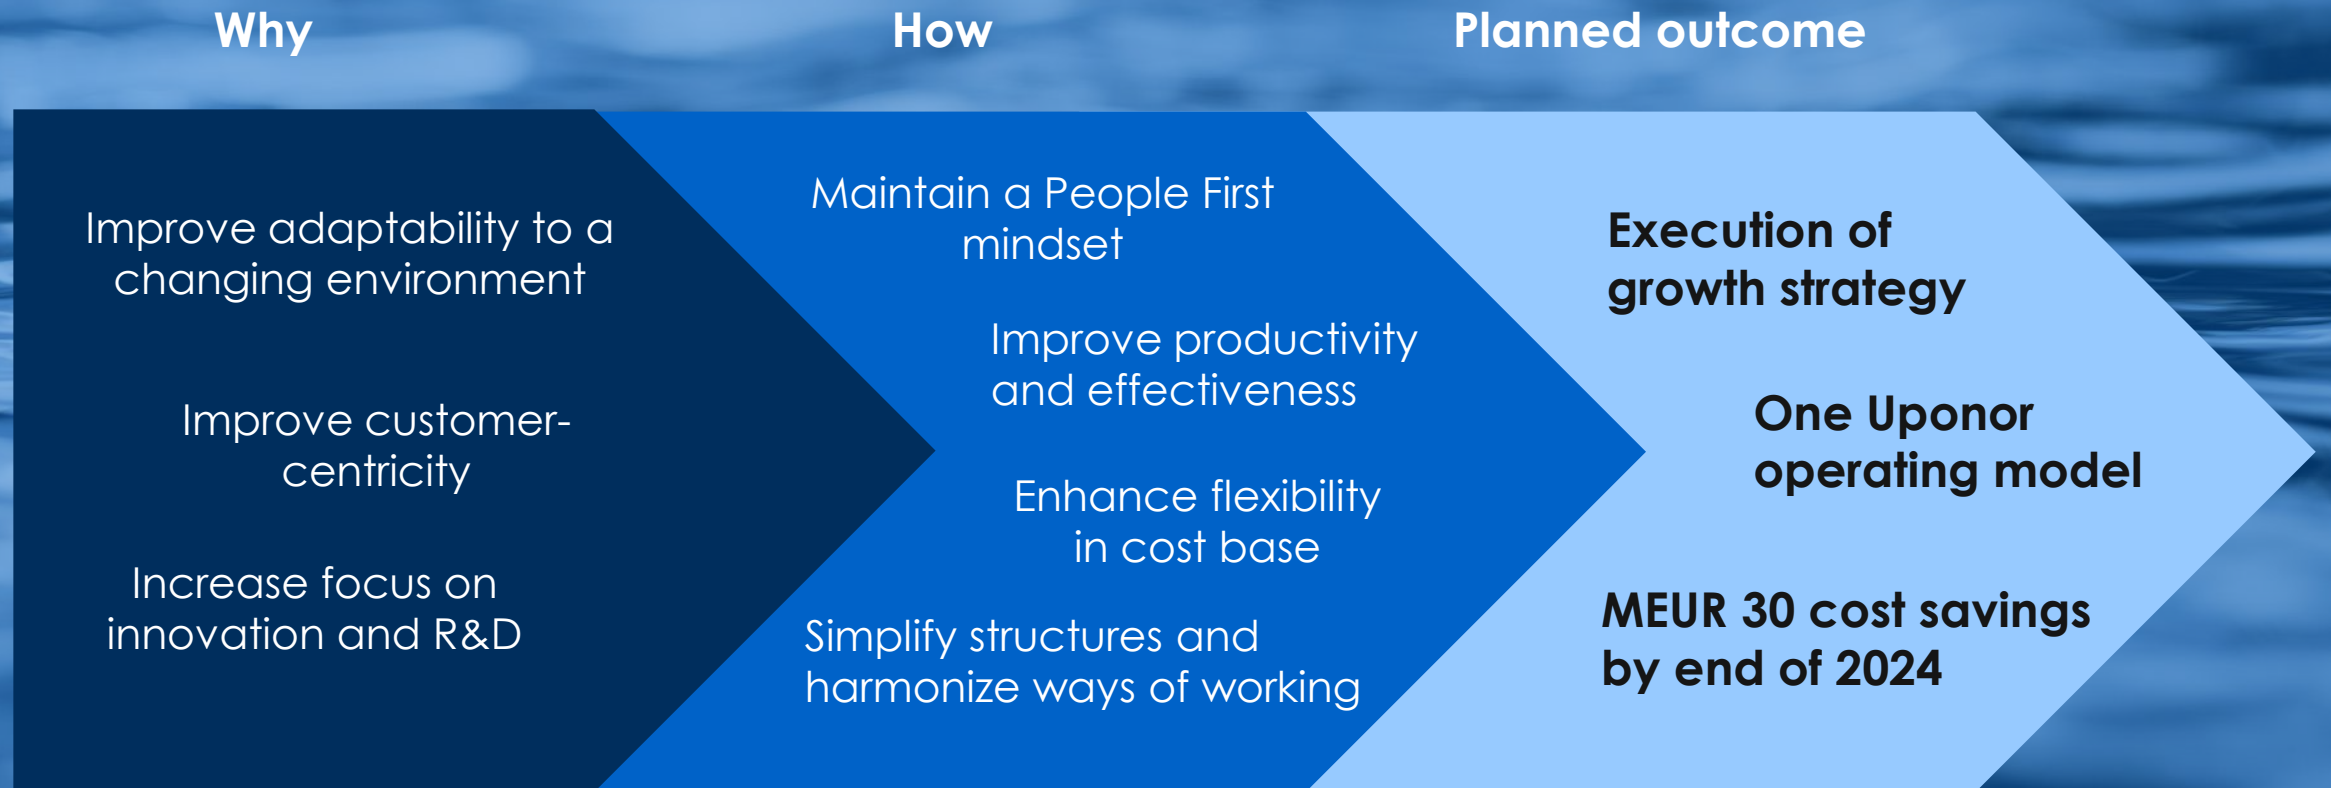 Why
How
Planned outcome
Improve adaptability to a
changing environment
Improve customer-
centricity
Increase focus on
innovation and R&D
Maintain a People First
mindset
Improve productivity
and effectiveness
Enhance flexibility
in cost base
Simplify structures and
harmonize ways of working
Execution of
growth strategy
One Uponor
operating model
MEUR 30 cost savings
by end of 2024